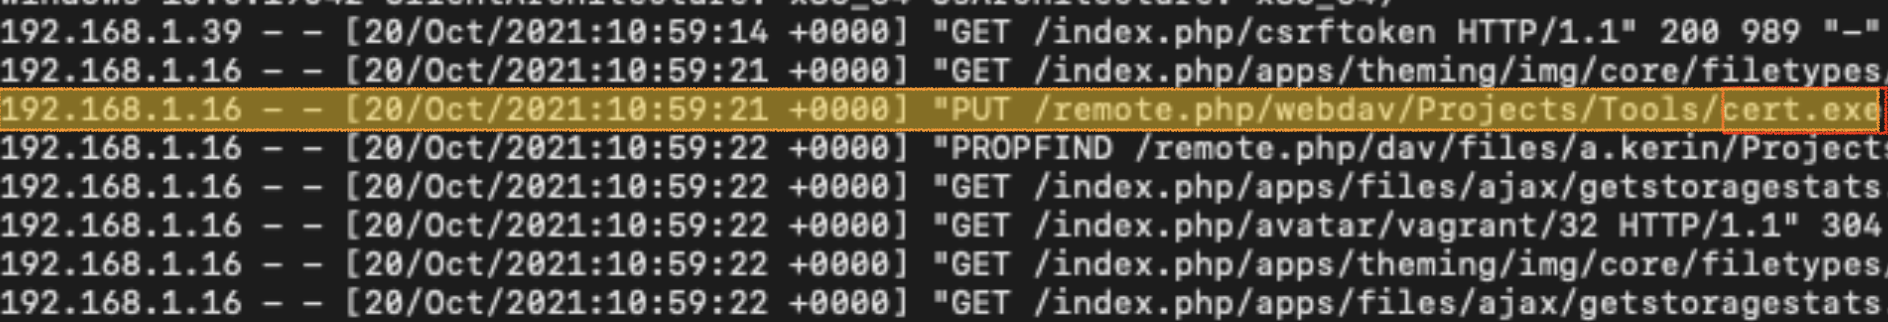 192.168.1.39 - - [20/Oct/2021:10:59:14 +0000] "GET /index.php/csrftoken HTTP/1.1" 200 989 "-"
192.168.1.16 - - [20/Oct/2021:10:59:21 +0000] "GET /index.php/apps/theming/img/core/filetypes/
192.168.1.16 - - [20/Oct/2021:10:59:21 +0000] "PUT /remote.php/webdav/Projects/Tools/cert.exe
192.168.1.16 - - [20/Oct/2021:10:59:22 +0000] "PROPFIND /remote.php/dav/files/a.kerin/Projects
192.168.1.16 - - [20/Oct/2021:10:59:22 +0000] "GET /index.php/apps/files/ajax/getstoragestats
192.168.1.16 - - [20/Oct/2021:10:59:22 +0000] "GET /index.php/avatar/vagrant/32 HTTP/1.1" 304
192.168.1.16 - - [20/Oct/2021:10:59:22 +0000] "GET /index.php/apps/theming/img/core/filetypes/
192.168.1.16 - - [20/Oct/2021:10:59:22 +0000] "GET /index.php/apps/files/ajax/getstoragestats